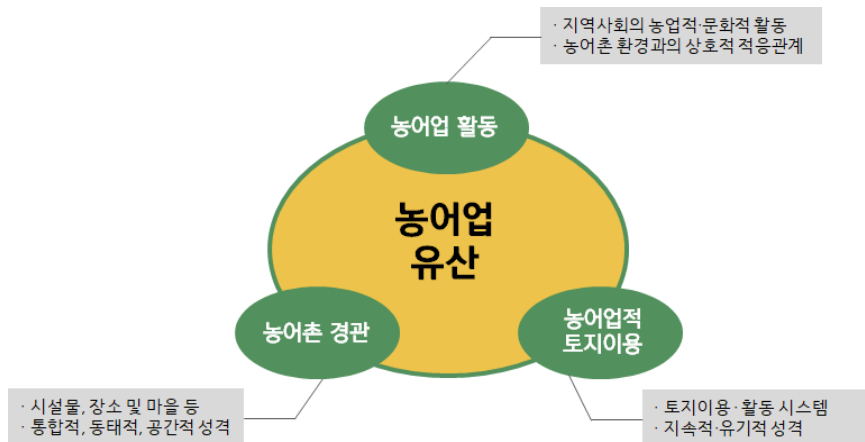 · 지역사회의 농업적·문화적 활동
· 농어촌 환경과의 상호적 적응관계
농어업 활동
농어업
유산
농어촌 경관
농어업적
토지이용
· 시설물, 장소 및 마을 등
· 통합적, 동태적, 공간적 성격
· 토지이용·활동 시스템
· 지속적·유기적 성격